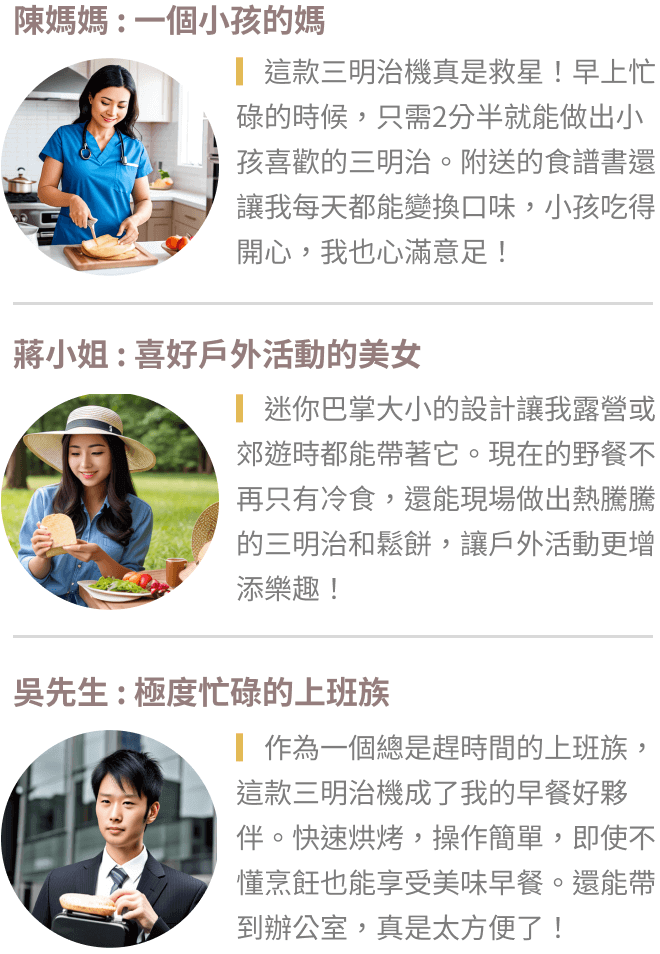 陳媽媽 : 一個小孩的媽
這款三明治機真是救星！早上忙
碌的時候，只需2分半就能做出小
孩喜歡的三明治。附送的食譜書還
讓我每天都能變換口味，小孩吃得
開心，我也心滿意足！
蔣小姐 : 喜好戶外活動的美女
迷你巴掌大小的設計讓我露營或
郊遊時都能帶著它。現在的野餐不
再只有冷食，還能現場做出熱騰騰
的三明治和鬆餅，讓戶外活動更增
添樂趣！
吳先生 : 極度忙碌的上班族
作為一個總是趕時間的上班族，
這款三明治機成了我的早餐好夥
伴。快速烘烤，操作簡單，即使不
懂烹飪也能享受美味早餐。還能帶
到辦公室，真是太方便了！